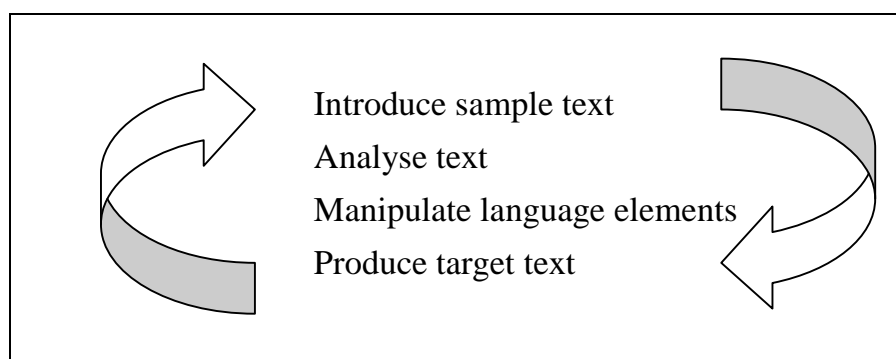 Introduce sample text
Analyse text
Manipulate language elements
Produce target text